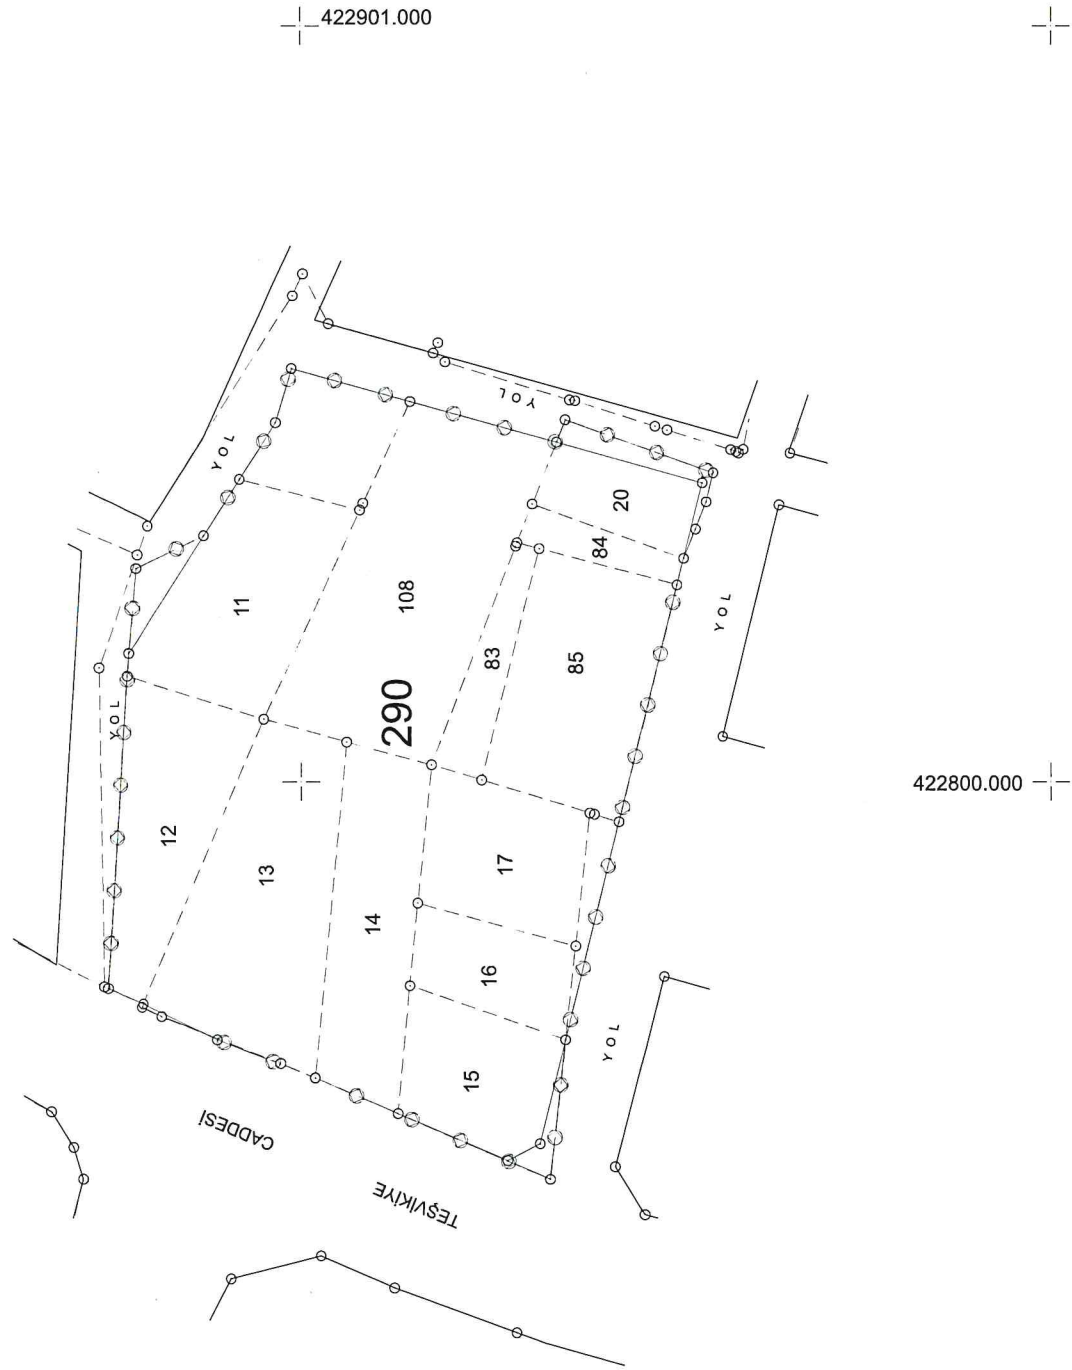 422901.000
YOL
YOL
20
84
11
108
YOL
83
85
290
YOL
422800.000
12
17
13
14
16
YOL
15
CADDESİ
TEŞVİKİYE